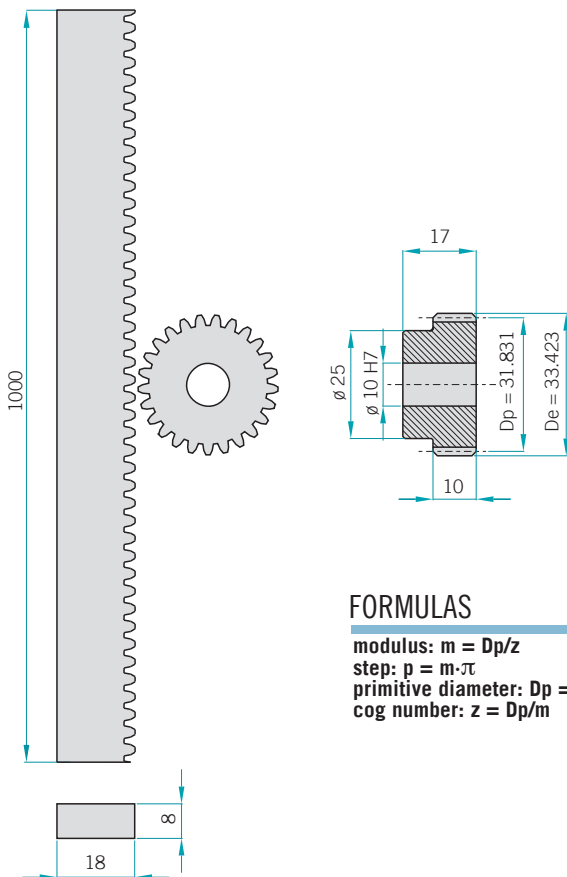 1000
17
ø 25
ø 10 H7
Dp = 31.831
De = 33.423
10
FORMULAS
modulus: m = Dp/z
step: p = m·π
primitive diameter: Dp =
cog number: z = Dp/m
8
18